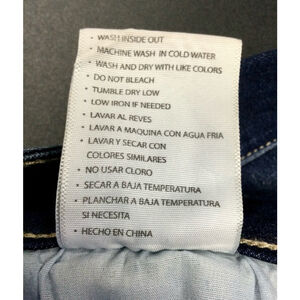 • WASH INSIDE OUT
• MACHINE WASH IN COLD WATER
• WASH AND DRY WITH LIKE COLORS
• DO NOT BLEACH
• TUMBLE DRY LOW
• LOW IRON IF NEEDED
• LAVAR AL REVES
• LAVAR A MAQUINA CON AGUA FRIA
• LAVAR Y SECAR CON
COLORES SIMILARES
• NO USAR CLORO
• SECAR A BAJA TEMPERATURA
• PLANCHAR A BAJA TEMPERATURA
SI NECESITA
• HECHO EN CHINA